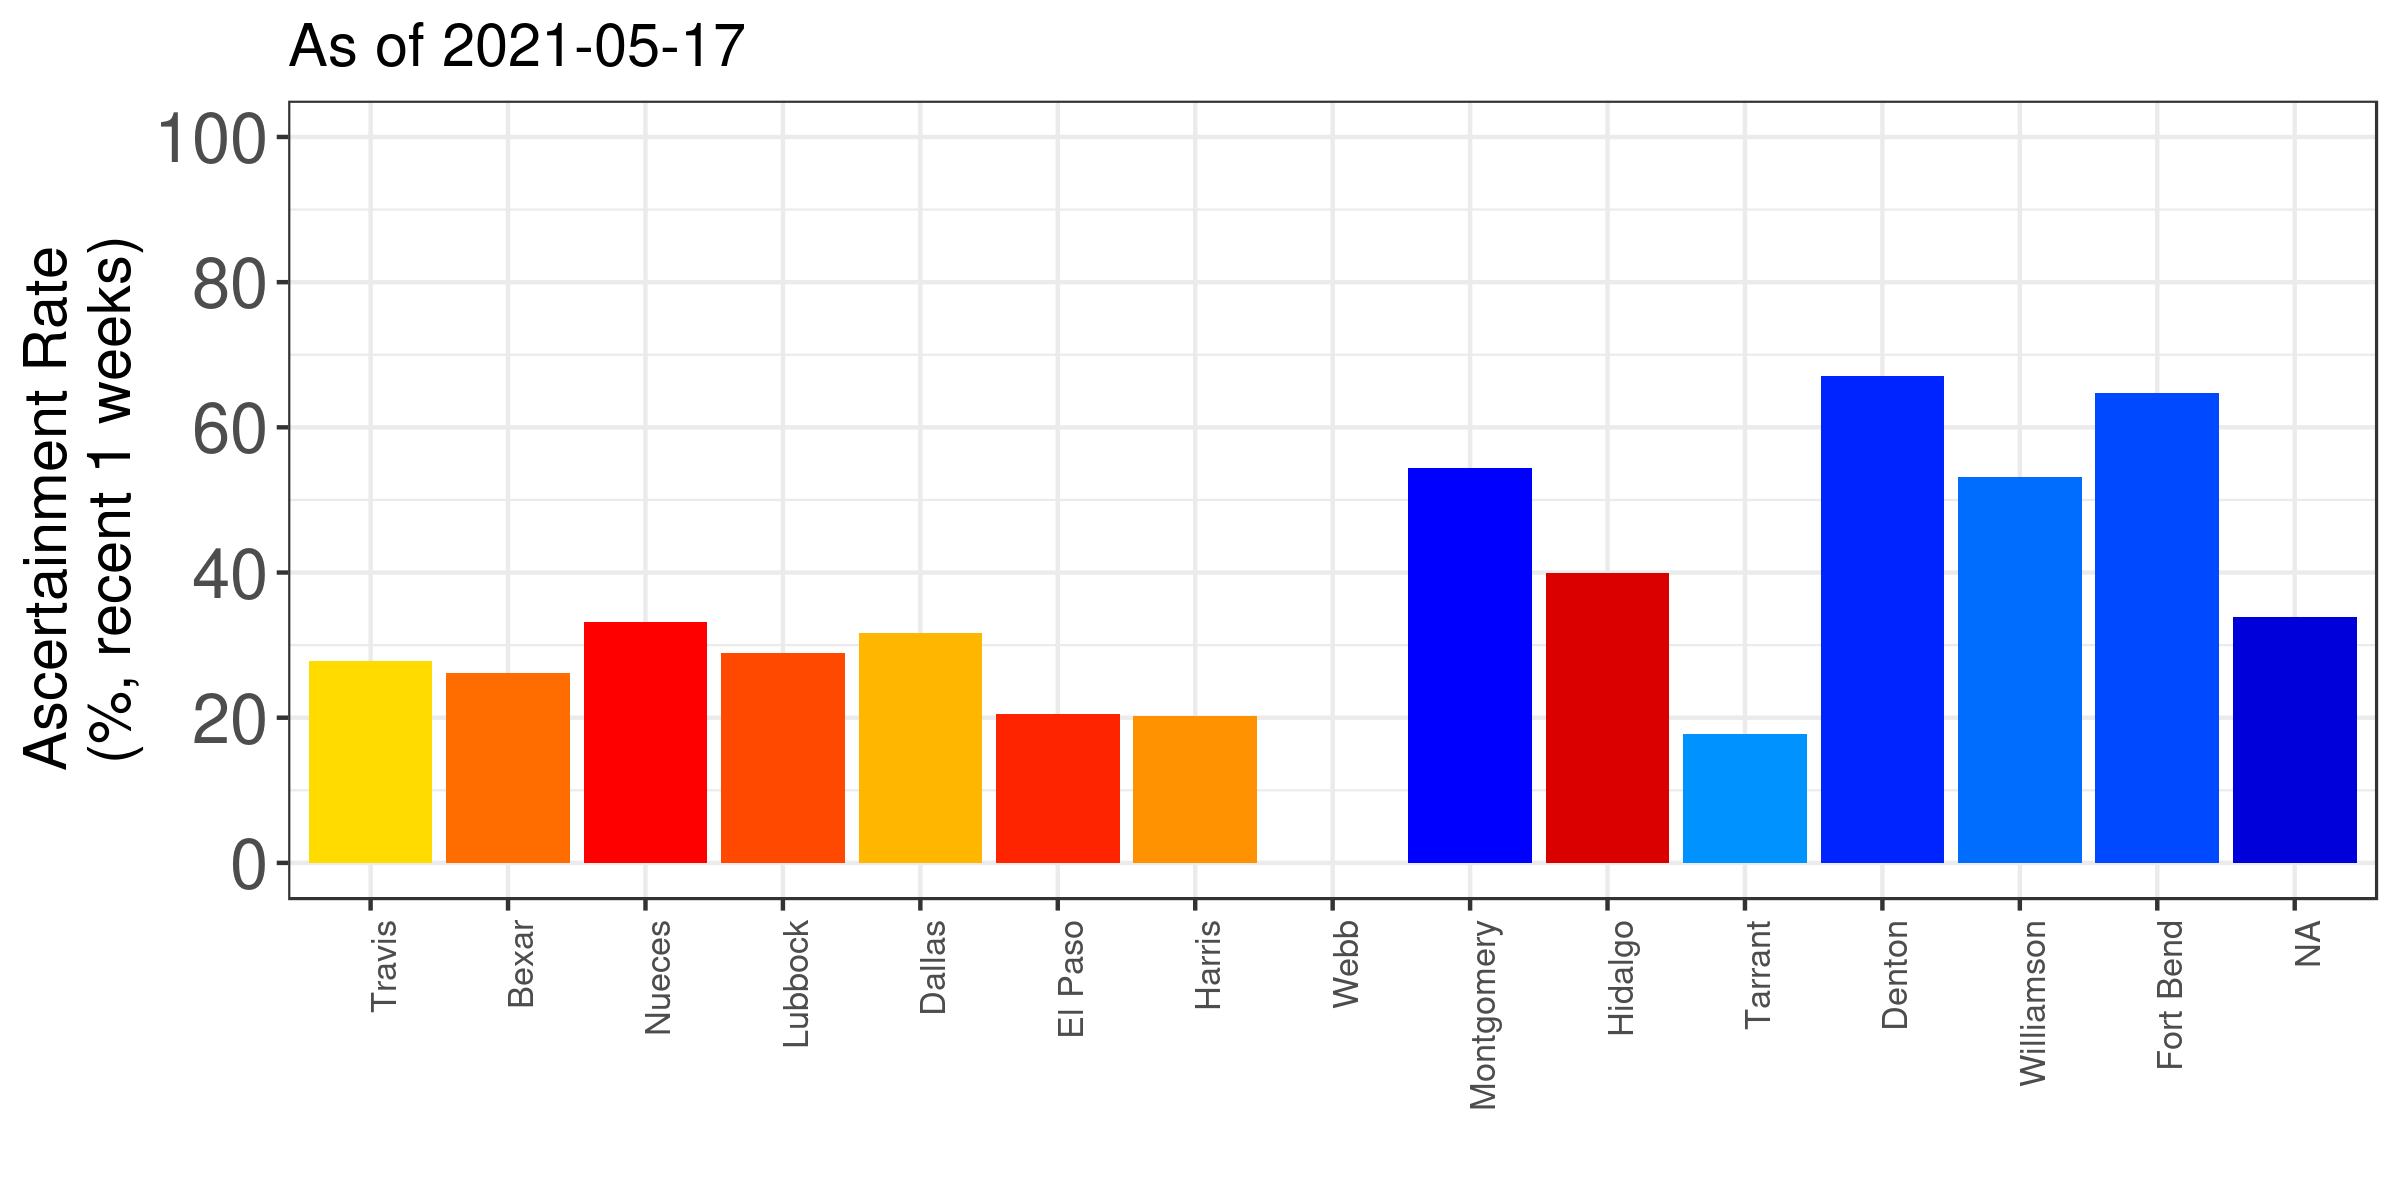 As of 2021-05-17
Ascertainment Rate
(%, recent 1 weeks)
100
80
60
40
20
0
Travis
Bexar
Nueces
Lubbock
Dallas
El Paso
Harris
Webb
Montgomery
Hidalgo
Tarrant
Denton
Williamson
Fort Bend
NA